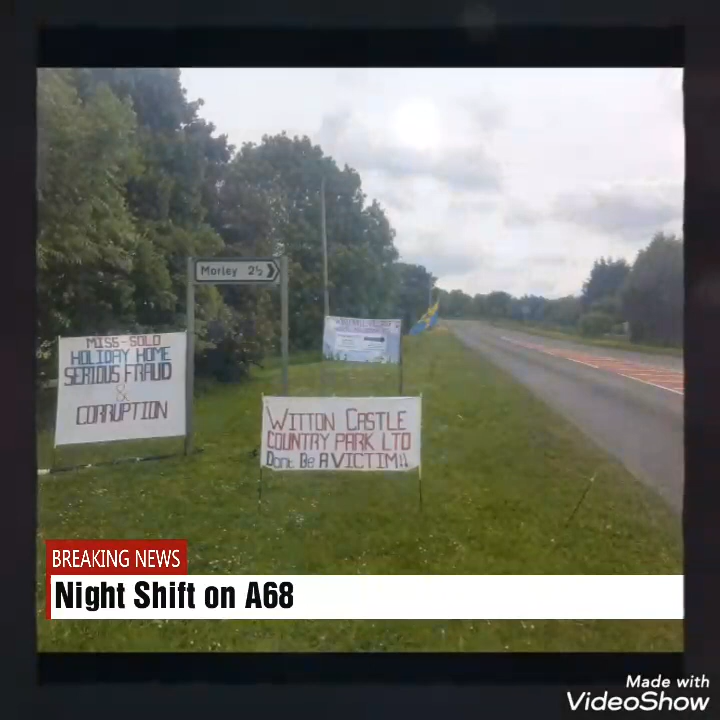 Morley 2½
MISS-SOLD
HOLIDAY HOME
SERIOUS FRAUD
&
CORRUPTION
WITTON CASTLE
COUNTRY PARK LTD
Dont Be A VICTIM!!
BREAKING NEWS
Night Shift on A68
Made with
VideoShow